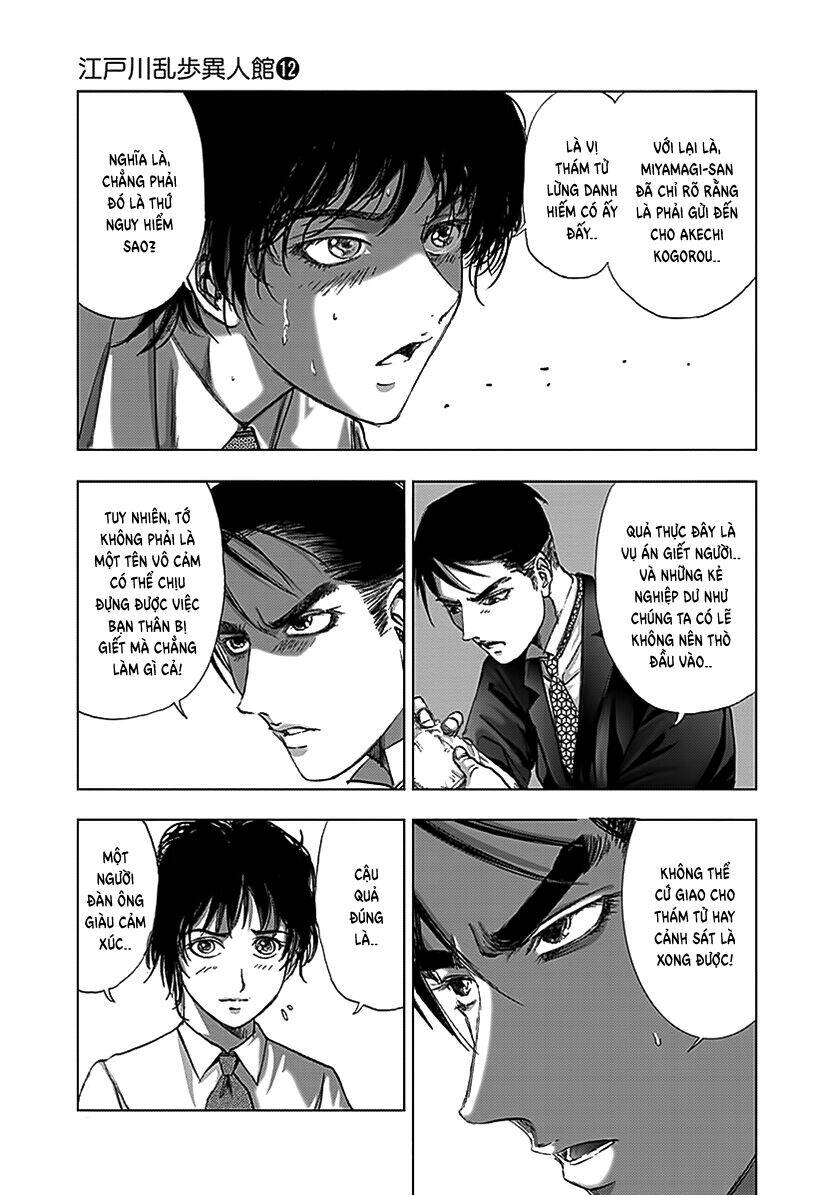 江戸川乱歩異人館⓬
VỚI LẠI LÀ,
MIYAMAGI-SAN
ĐÃ CHỈ RÕ RẰNG
LÀ PHẢI GỬI ĐẾN
CHO AKECHI
KOGOROU..
LÀ VỊ
THÁM TỬ
LỪNG DANH
HIẾM CÓ ẤY
ĐẤY..
NGHĨA LÀ,
CHẲNG PHẢI
ĐÓ LÀ THỨ
NGUY HIỂM
SAO?
QUẢ THỰC ĐÂY LÀ
VỤ ÁN GIẾT NGƯỜI..
VÀ NHỮNG KẺ
NGHIỆP DƯ NHƯ
CHÚNG TA CÓ LẼ
KHÔNG NÊN THÒ
ĐẦU VÀO..
TUY NHIÊN, TỚ
KHÔNG PHẢI LÀ
MỘT TÊN VÔ CẢM
CÓ THỂ CHỊU
ĐỰNG ĐƯỢC VIỆC
BẠN THÂN BỊ
GIẾT MÀ CHẲNG
LÀM GÌ CẢ!
KHÔNG THỂ
CỨ GIAO CHO
THÁM TỬ HAY
CẢNH SÁT LÀ
XONG ĐƯỢC!
CẬU
QUẢ
ĐÚNG
LÀ..
MỘT
NGƯỜI
ĐÀN ÔNG
GIÀU CẢM
XÚC..